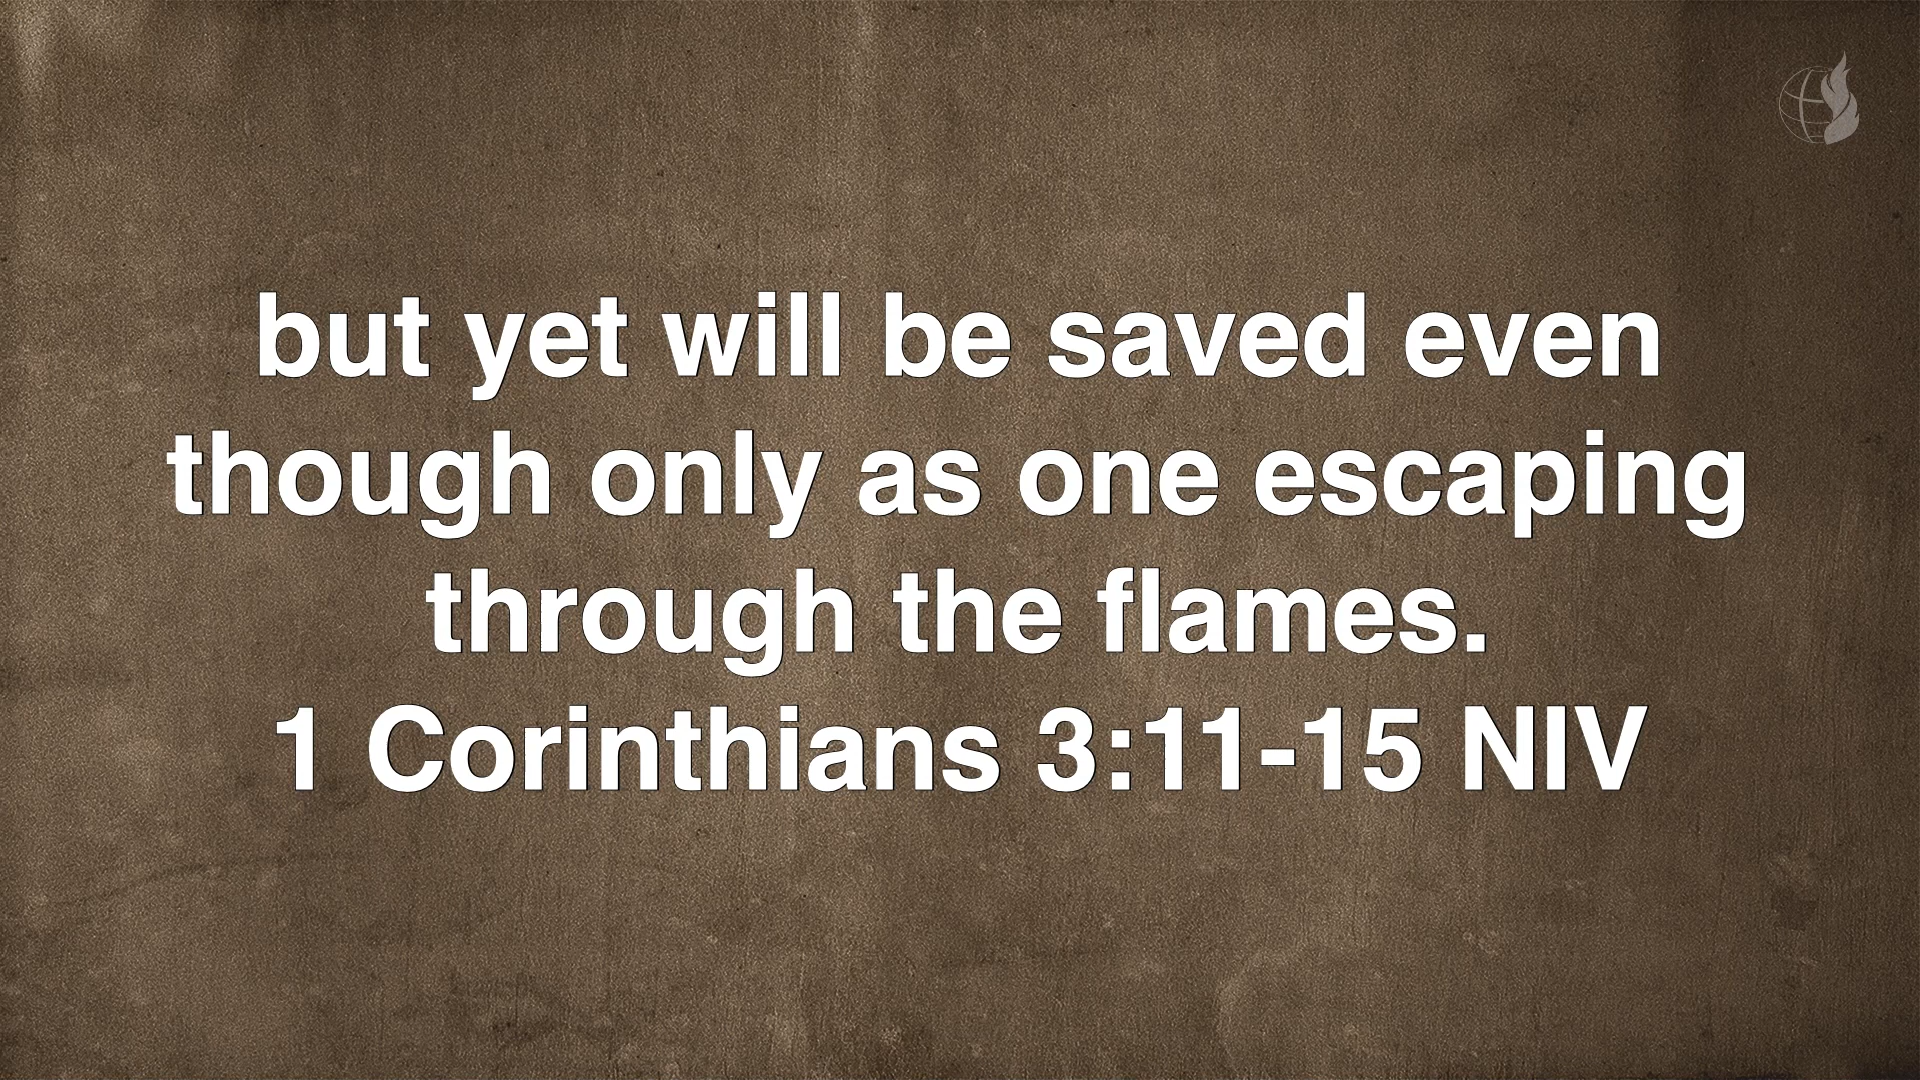 but yet will be saved even
though only as one escaping
through the flames.
1 Corinthians 3:11-15 NIV